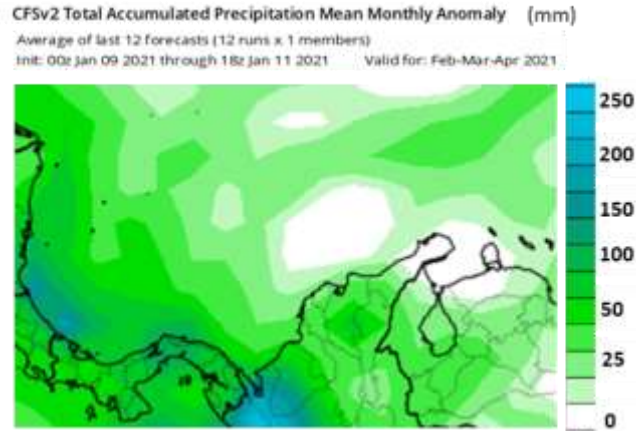 CFSv2 Total Accumulated Precipitation Mean Monthly Anomaly (mm)
Average of last 12 forecasts (12 runs x 1 members)
Init: 00z Jan 09 2021 through 18z Jan 11 2021 Valid for: Feb-Mar-Apr 2021
250
200
150
100
50
25
0